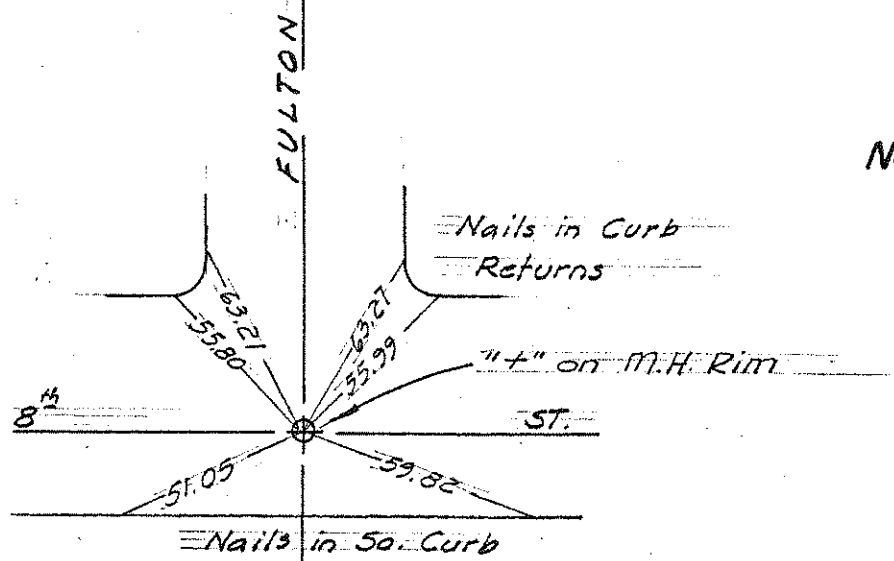 FULTON
N
Nails in Curb
Returns
63.21
55.80
63.27
55.99
"+" on M.H. Rim
8th
ST.
51.05
59.82
Nails in So. Curb